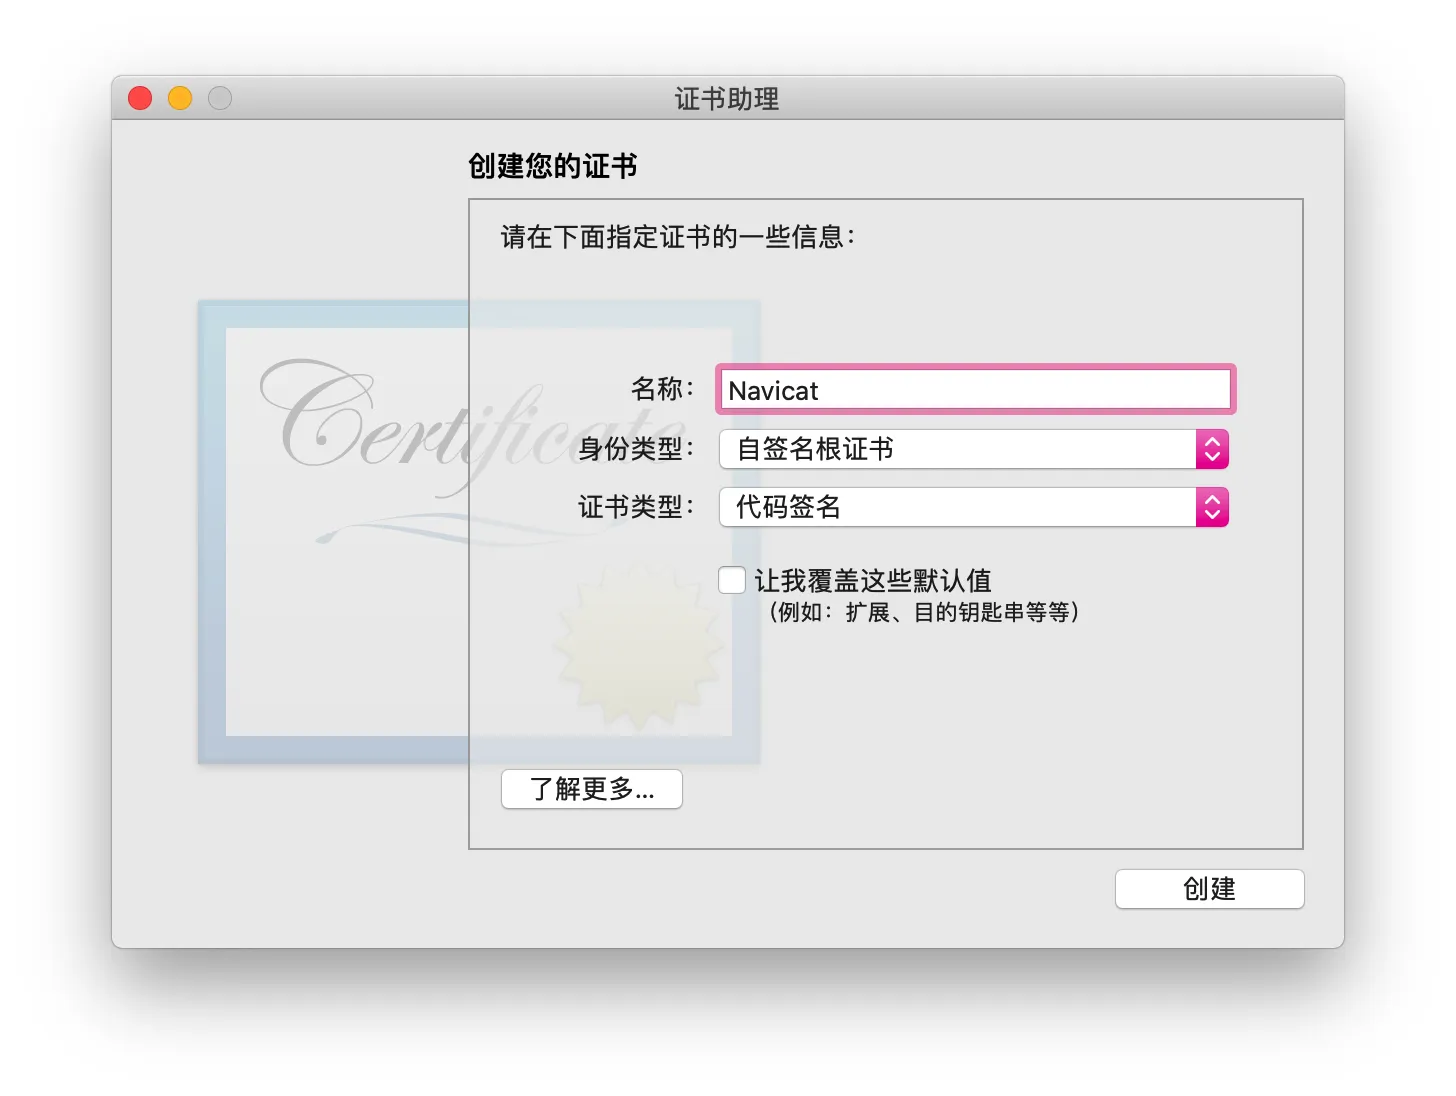 证书助理
创建您的证书
请在下面指定证书的一些信息：
Certificate
名称：
Navicat
身份类型：
自签名根证书
证书类型：
代码签名
让我覆盖这些默认值
（例如：扩展、目的钥匙串等等）
了解更多...
创建